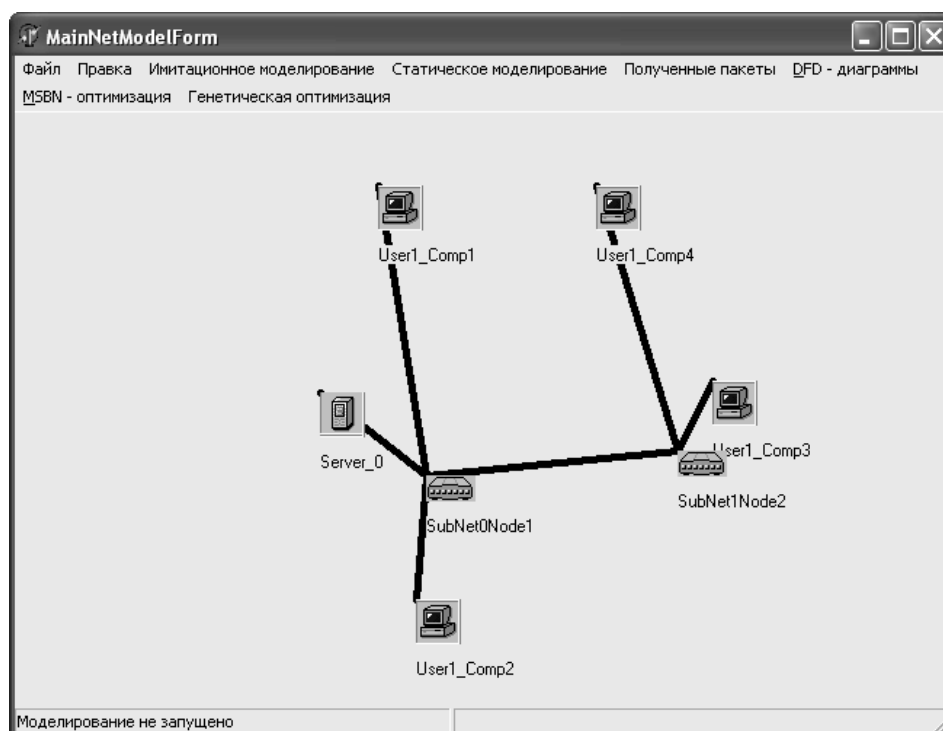 MainNetModelForm
Файл Правка Имитационное моделирование Статическое моделирование Полученные пакеты DFD - диаграммы
MSBN - оптимизация Генетическая оптимизация
User1_Comp1
User1_Comp4
User1_Comp3
Server_0
SubNet1Node2
SubNet0Node1
User1_Comp2
Моделирование не запущено